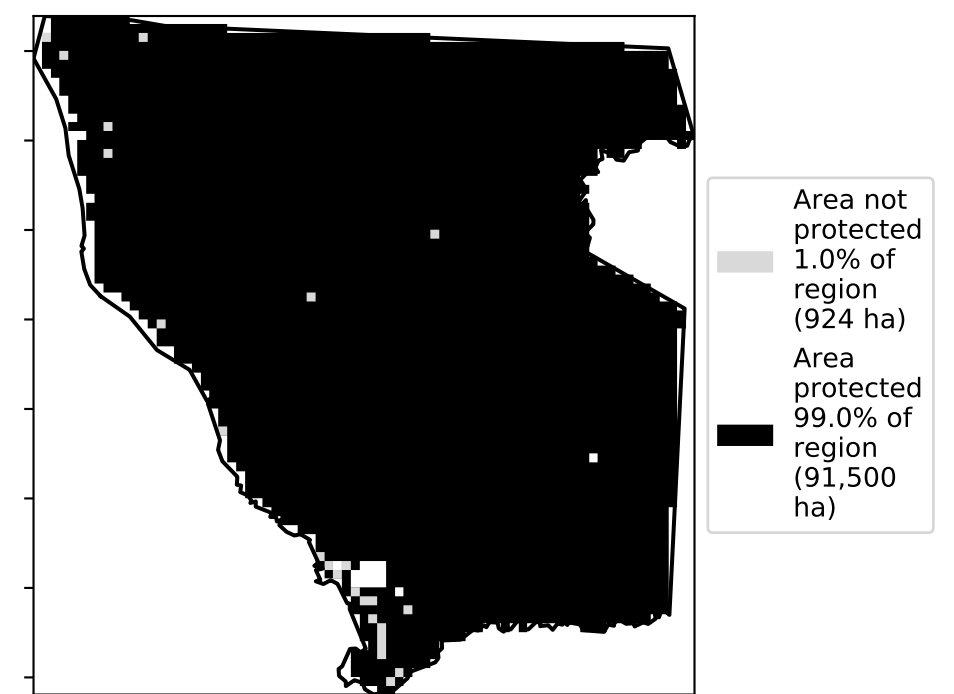 Area not
protected
1.0% of
region
(924 ha)
Area
protected
99.0% of
region
(91,500
ha)